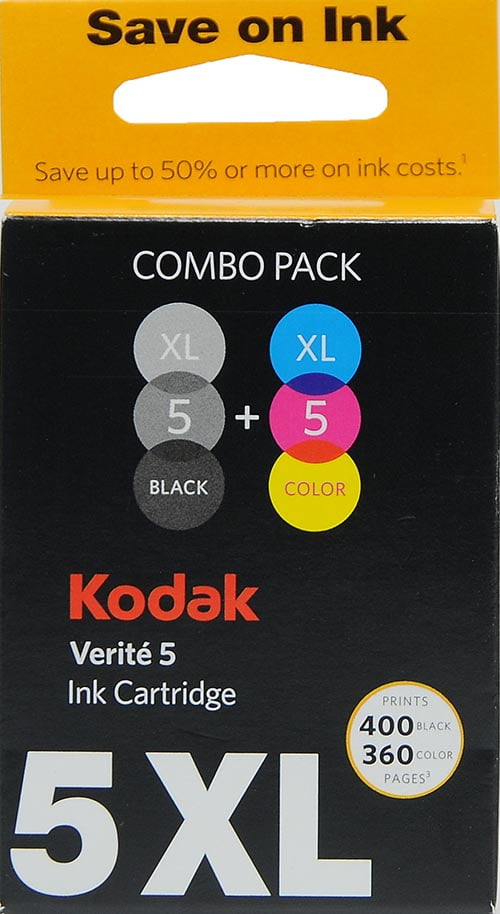 Save on Ink
Save up to 50% or more on ink costs.¹
COMBO PACK
XL XL
5 + 5
BLACK COLOR
Kodak
Verité 5
Ink Cartridge
PRINTS
400 BLACK
360 COLOR
PAGES³
5 XL